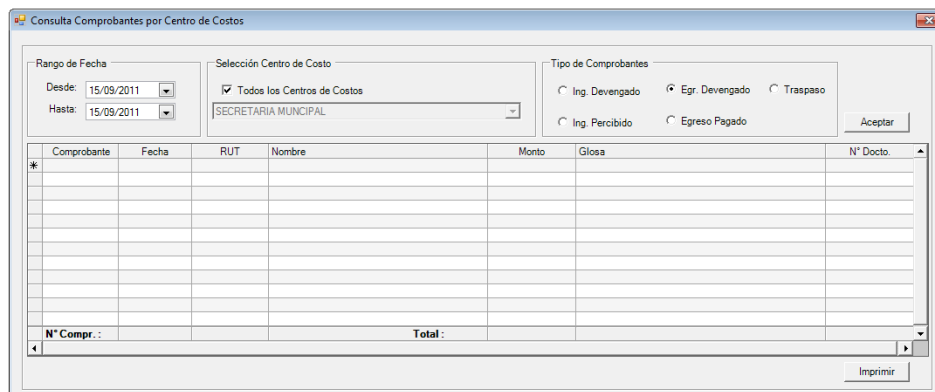 Consulta Comprobantes por Centro de Costos
Rango de Fecha
Desde: 15/09/2011
Hasta: 15/09/2011
Selección Centro de Costo
Todos los Centros de Costos
SECRETARIA MUNCIPAL
Tipo de Comprobantes
Ing. Devengado Egr. Devengado Traspaso
Ing. Percibido Egreso Pagado
Aceptar
Comprobante Fecha RUT Nombre Monto Glosa N° Docto.
N° Compr. : Total :
Imprimir